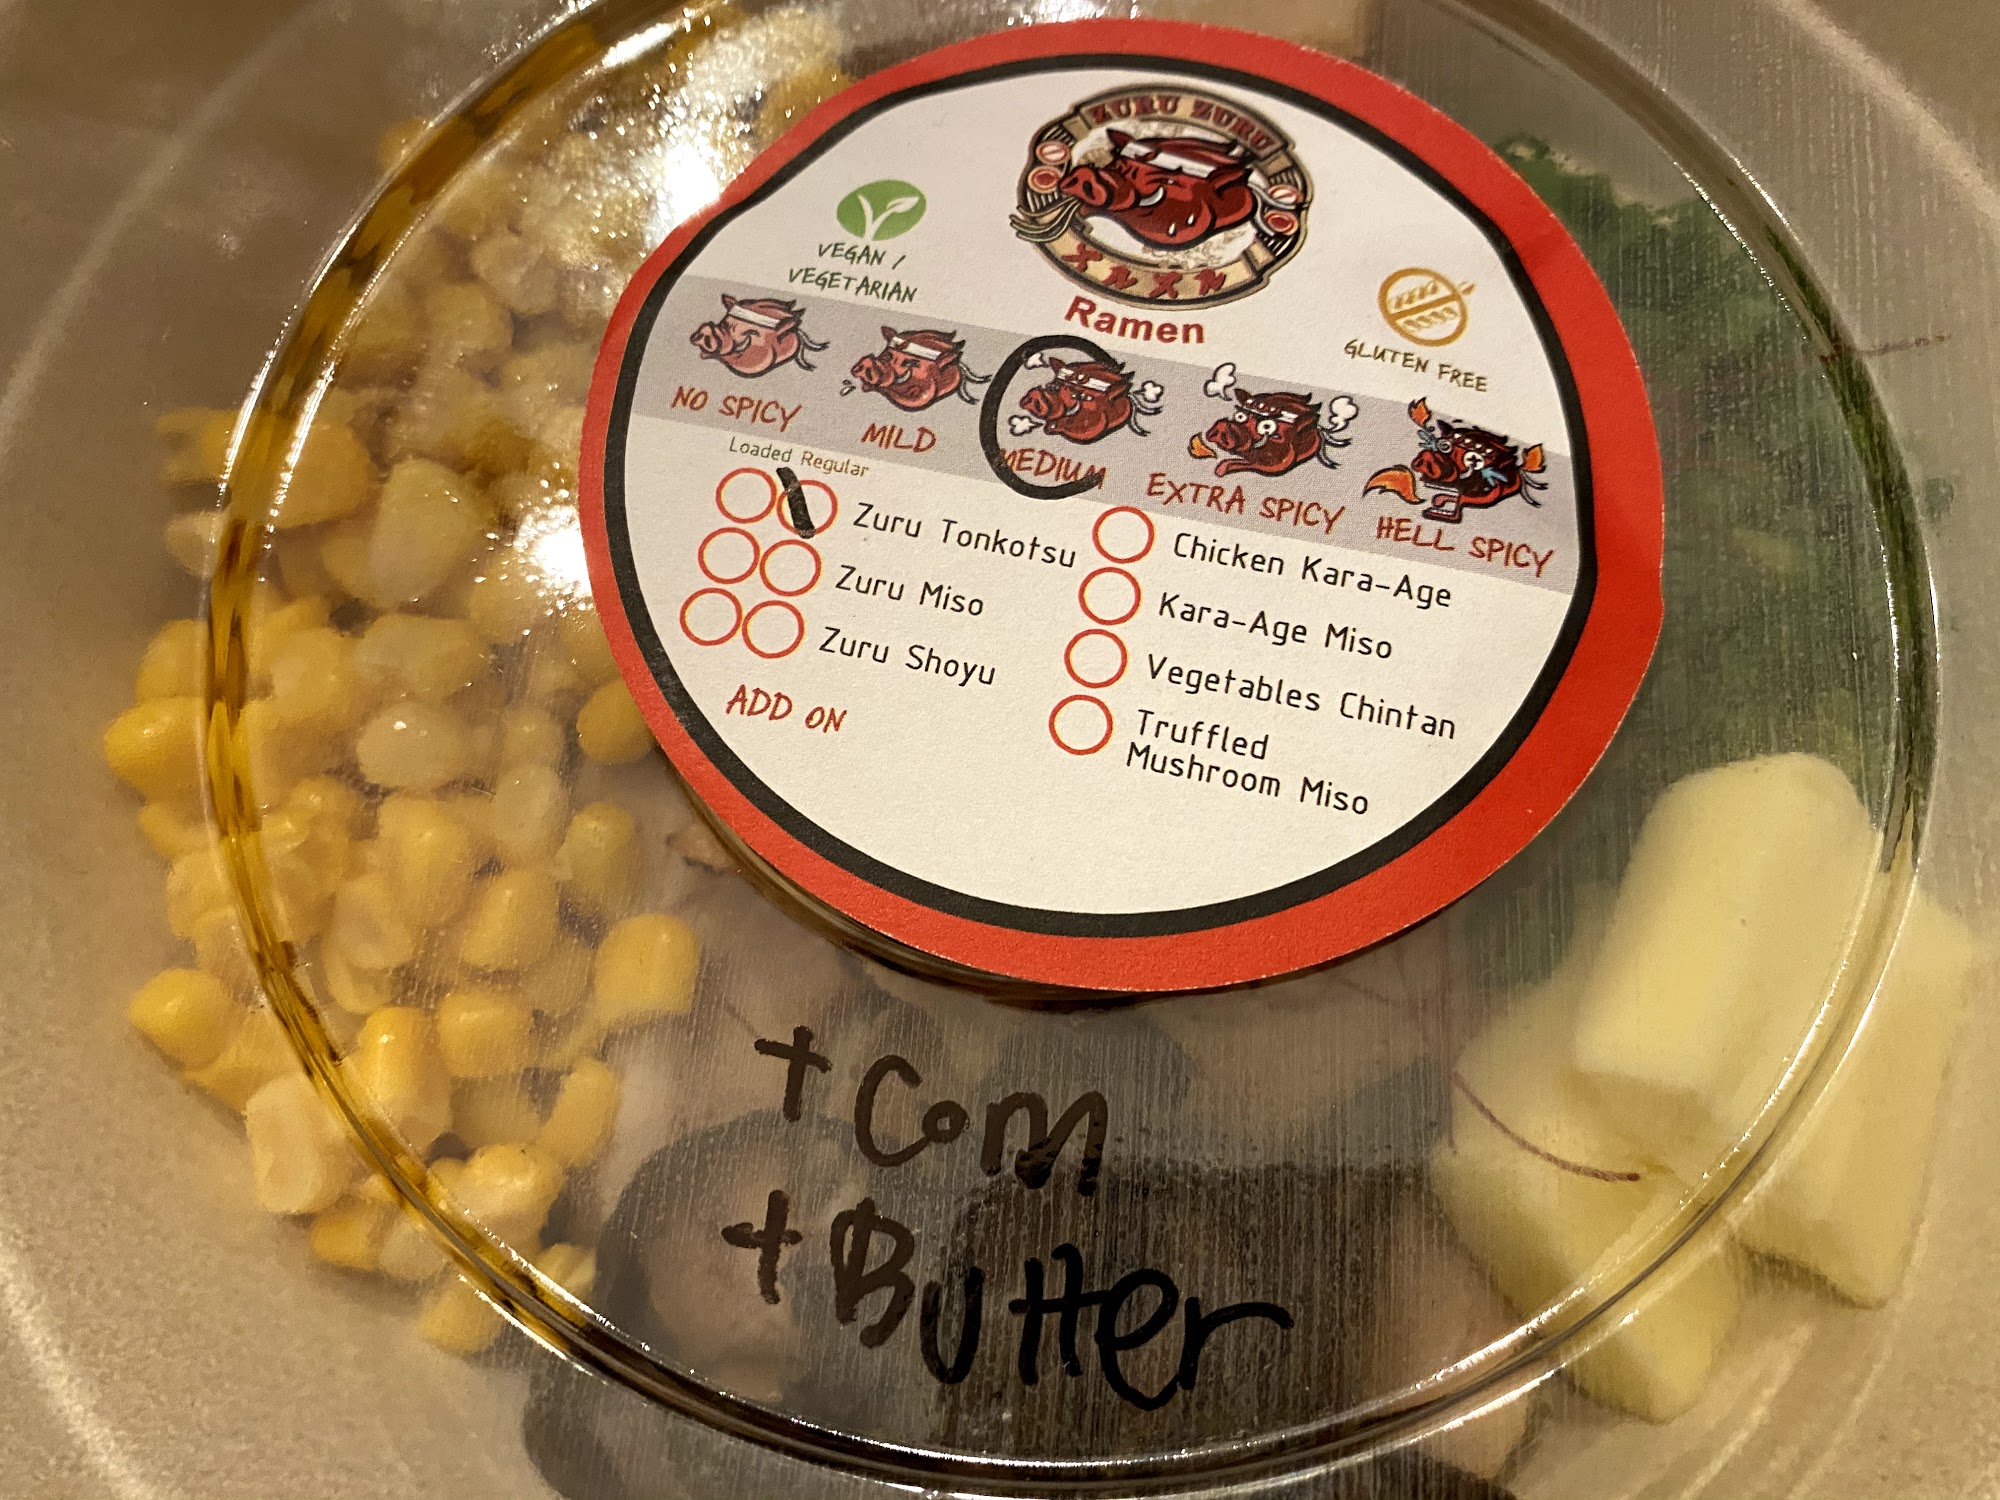 ZURU ZURU
Ramen
VEGAN /
VEGETARIAN
GLUTEN FREE
NO SPICY
MILD
MEDIUM
EXTRA SPICY
HELL SPICY
Loaded Regular
Zuru Tonkotsu
Zuru Miso
Zuru Shoyu
ADD ON
Chicken Kara-Age
Kara-Age Miso
Vegetables Chintan
Truffled
Mushroom Miso
+ Corn
+ Butter